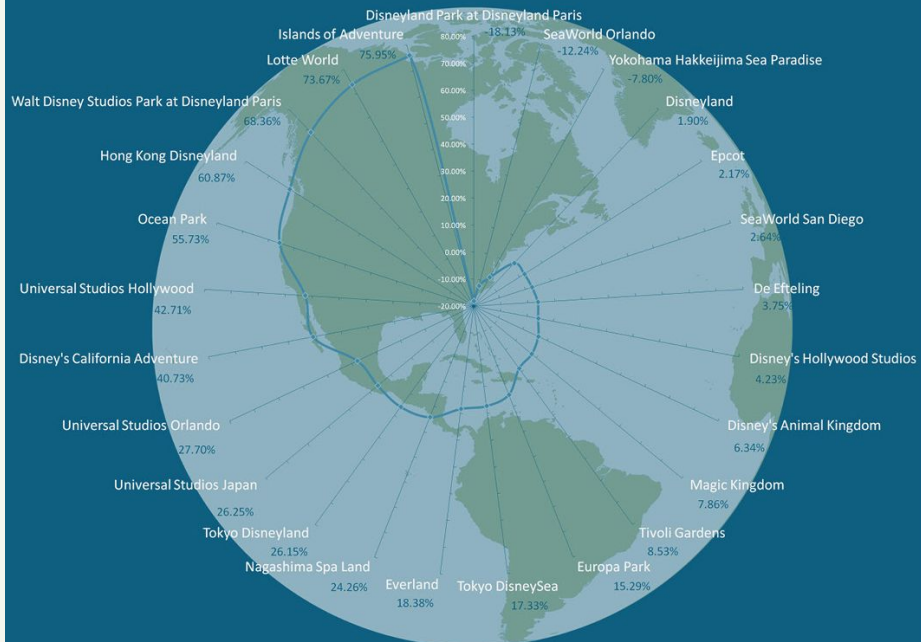 Disneyland Park at Disneyland Paris
-18.13%
SeaWorld Orlando
-12.24%
Yokohama Hakkeijima Sea Paradise
-7.80%
Disneyland
1.90%
Epcot
2.17%
SeaWorld San Diego
2.64%
De Efteling
3.75%
Disney's Hollywood Studios
4.23%
Disney's Animal Kingdom
6.34%
Magic Kingdom
7.86%
Tivoli Gardens
8.53%
Europa Park
15.29%
Tokyo DisneySea
17.33%
Everland
18.38%
Nagashima Spa Land
24.26%
Tokyo Disneyland
26.15%
Universal Studios Japan
26.25%
Universal Studios Orlando
27.70%
Disney's California Adventure
40.73%
Universal Studios Hollywood
42.71%
Ocean Park
55.73%
Hong Kong Disneyland
60.87%
Walt Disney Studios Park at Disneyland Paris
68.36%
Lotte World
73.67%
Islands of Adventure
75.95%
80.00%
70.00%
60.00%
50.00%
40.00%
30.00%
20.00%
10.00%
0.00%
-10.00%
-20.00%